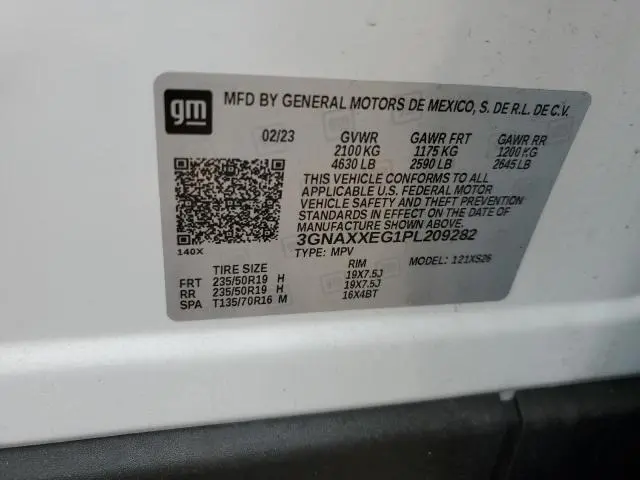 gm
MFD BY GENERAL MOTORS DE MEXICO, S. DE R.L. DE C.V.
02/23 GVWR GAWR FRT GAWR RR
2100 KG 1175 KG 1200 KG
4630 LB 2590 LB 2645 LB
THIS VEHICLE CONFORMS TO ALL
APPLICABLE U.S. FEDERAL MOTOR
VEHICLE SAFETY AND THEFT PREVENTION
STANDARDS IN EFFECT ON THE DATE OF
MANUFACTURE SHOWN ABOVE.
3GNAXXEG1PL209282
140X TYPE: MPV MODEL: 121XS26
TIRE SIZE RIM
FRT 235/50R19 H 19X7.5J
RR 235/50R19 H 19X7.5J
SPA T135/70R16 M 16X4BT